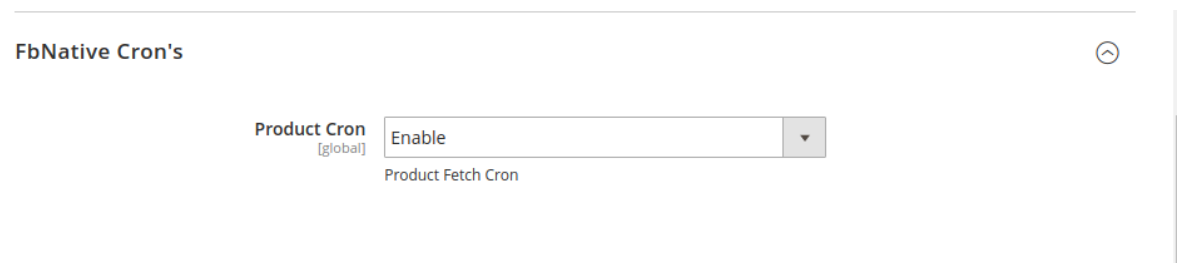 FbNative Cron's
Product Cron
Enable
[global]
Product Fetch Cron